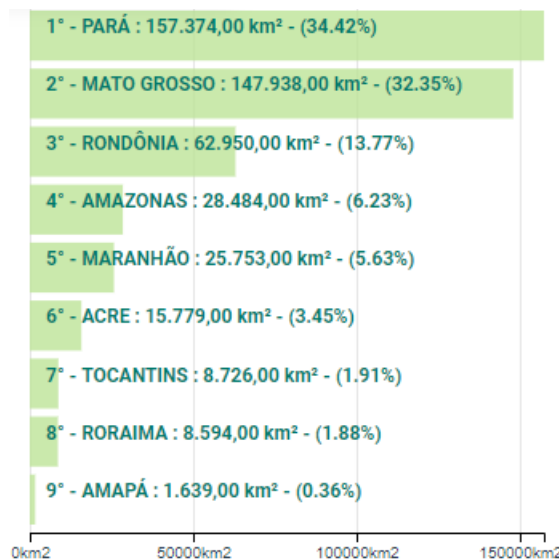 1° - PARÁ : 157.374,00 km² - (34.42%)
2° - MATO GROSSO : 147.938,00 km² - (32.35%)
3° - RONDÔNIA : 62.950,00 km² - (13.77%)
4° - AMAZONAS : 28.484,00 km² - (6.23%)
5° - MARANHÃO : 25.753,00 km² - (5.63%)
6° - ACRE : 15.779,00 km² - (3.45%)
7° - TOCANTINS : 8.726,00 km² - (1.91%)
8° - RORAIMA : 8.594,00 km² - (1.88%)
9° - AMAPÁ : 1.639,00 km² - (0.36%)
0km2 50000km2 100000km2 150000km2